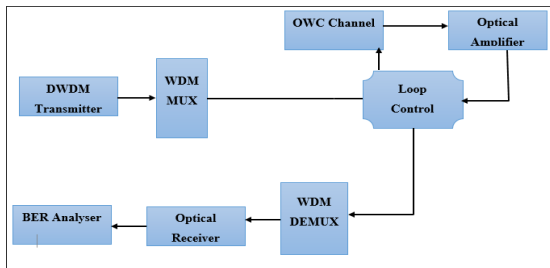 OWC Channel
Optical
Amplifier
DWDM
Transmitter
WDM
MUX
Loop
Control
WDM
DEMUX
BER Analyser
Optical
Receiver